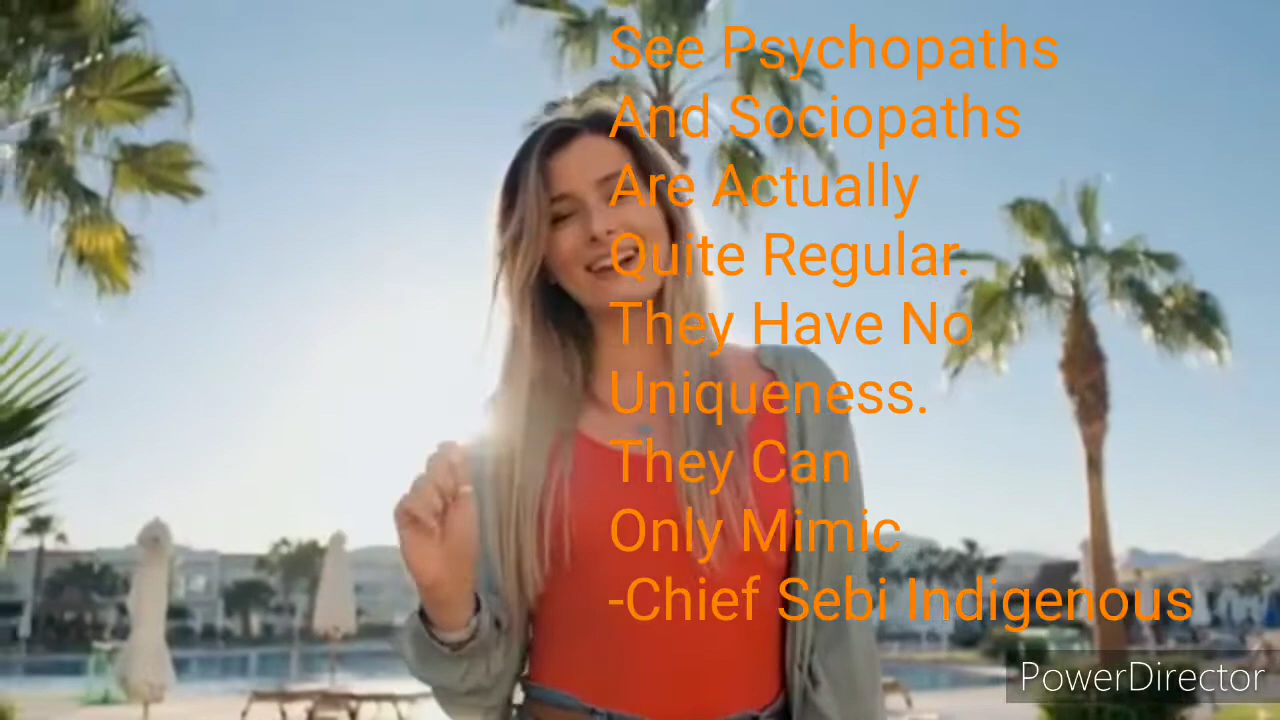 See Psychopaths
And Sociopaths
Are Actually
Quite Regular.
They Have No
Uniqueness.
They Can
Only Mimic
-Chief Sebi Indigenous
PowerDirector